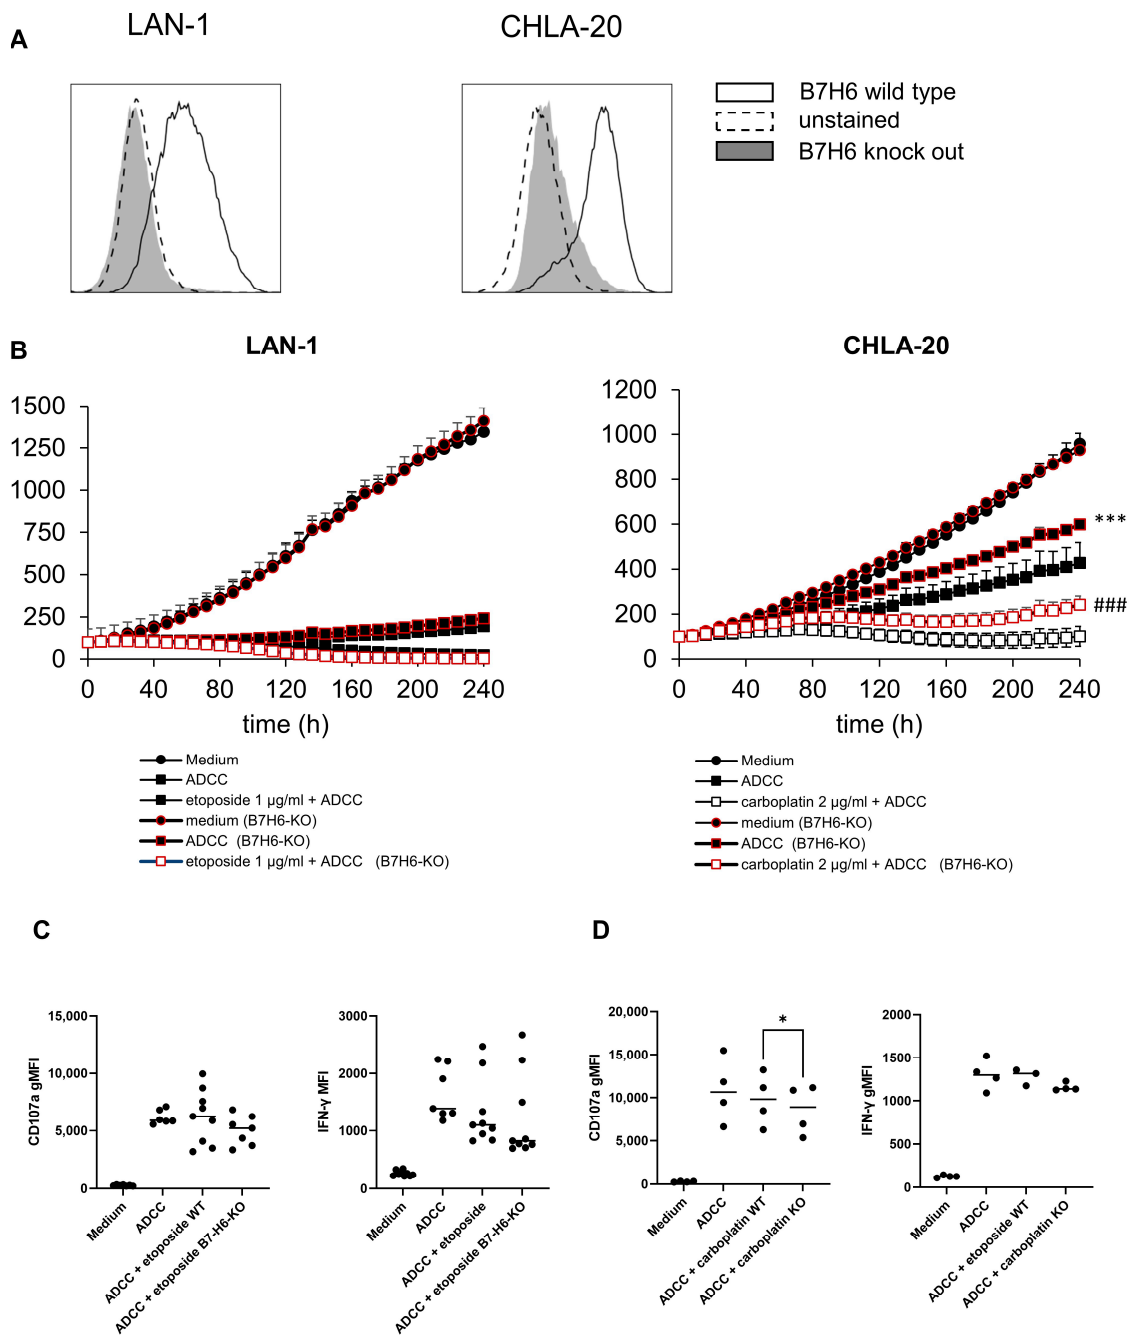 A
LAN-1
CHLA-20
B7H6 wild type
unstained
B7H6 knock out
B
LAN-1
CHLA-20
1500
1250
1000
750
500
250
0
0 40 80 120 160 200 240
time (h)
1200
1000
800
600
400
200
0
0 40 80 120 160 200 240
time (h)
***
###
Medium
ADCC
etoposide 1 µg/ml + ADCC
medium (B7H6-KO)
ADCC (B7H6-KO)
etoposide 1 µg/ml + ADCC (B7H6-KO)
Medium
ADCC
carboplatin 2 µg/ml + ADCC
medium (B7H6-KO)
ADCC (B7H6-KO)
carboplatin 2 µg/ml + ADCC (B7H6-KO)
C
CD107a gMFI
15,000
10,000
5,000
0
Medium
ADCC
ADCC + etoposide WT
ADCC + etoposide B7-H6-KO
IFN-γ MFI
3000
2000
1000
0
Medium
ADCC
ADCC + etoposide
ADCC + etoposide B7-H6-KO
D
CD107a gMFI
20,000
15,000
10,000
5,000
0
*
Medium
ADCC
ADCC + carboplatin WT
ADCC + carboplatin KO
IFN-γ gMFI
2000
1500
1000
500
0
Medium
ADCC
ADCC + etoposide WT
ADCC + carboplatin KO